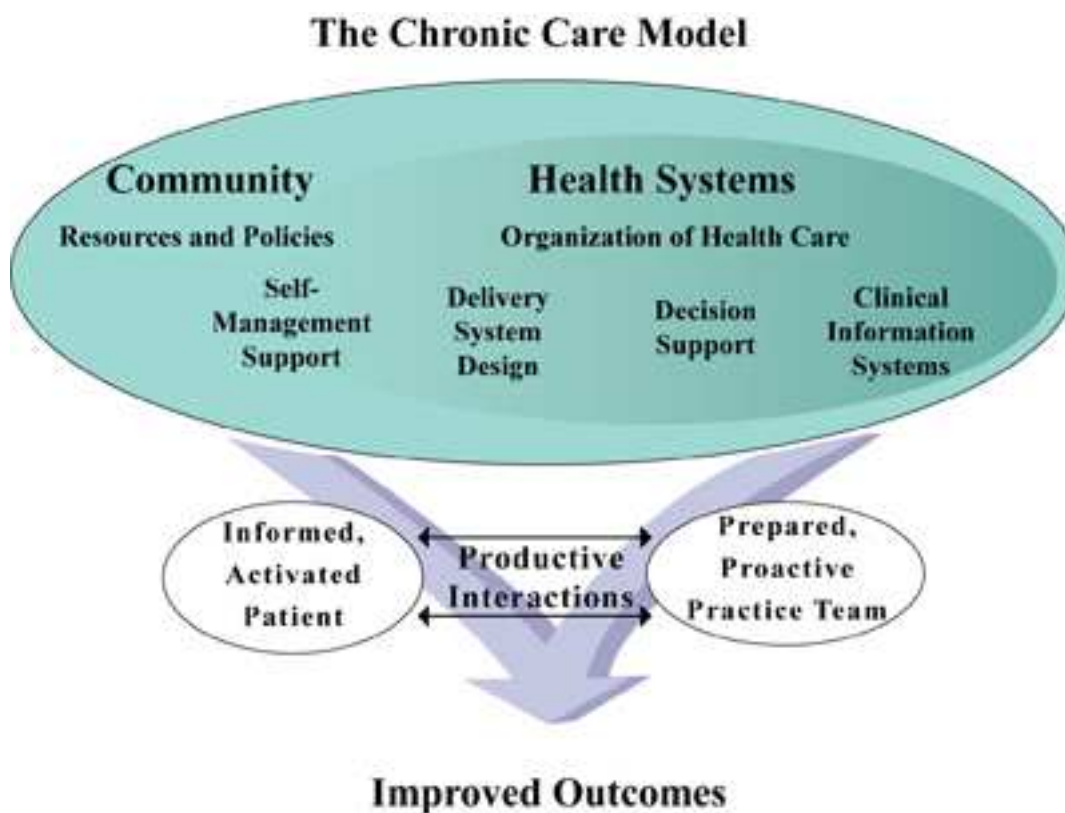 The Chronic Care Model
Community
Resources and Policies
Health Systems
Organization of Health Care
Self-
Management
Support
Delivery
System
Design
Decision
Support
Clinical
Information
Systems
Informed,
Activated
Patient
Productive
Interactions
Prepared,
Proactive
Practice Team
Improved Outcomes